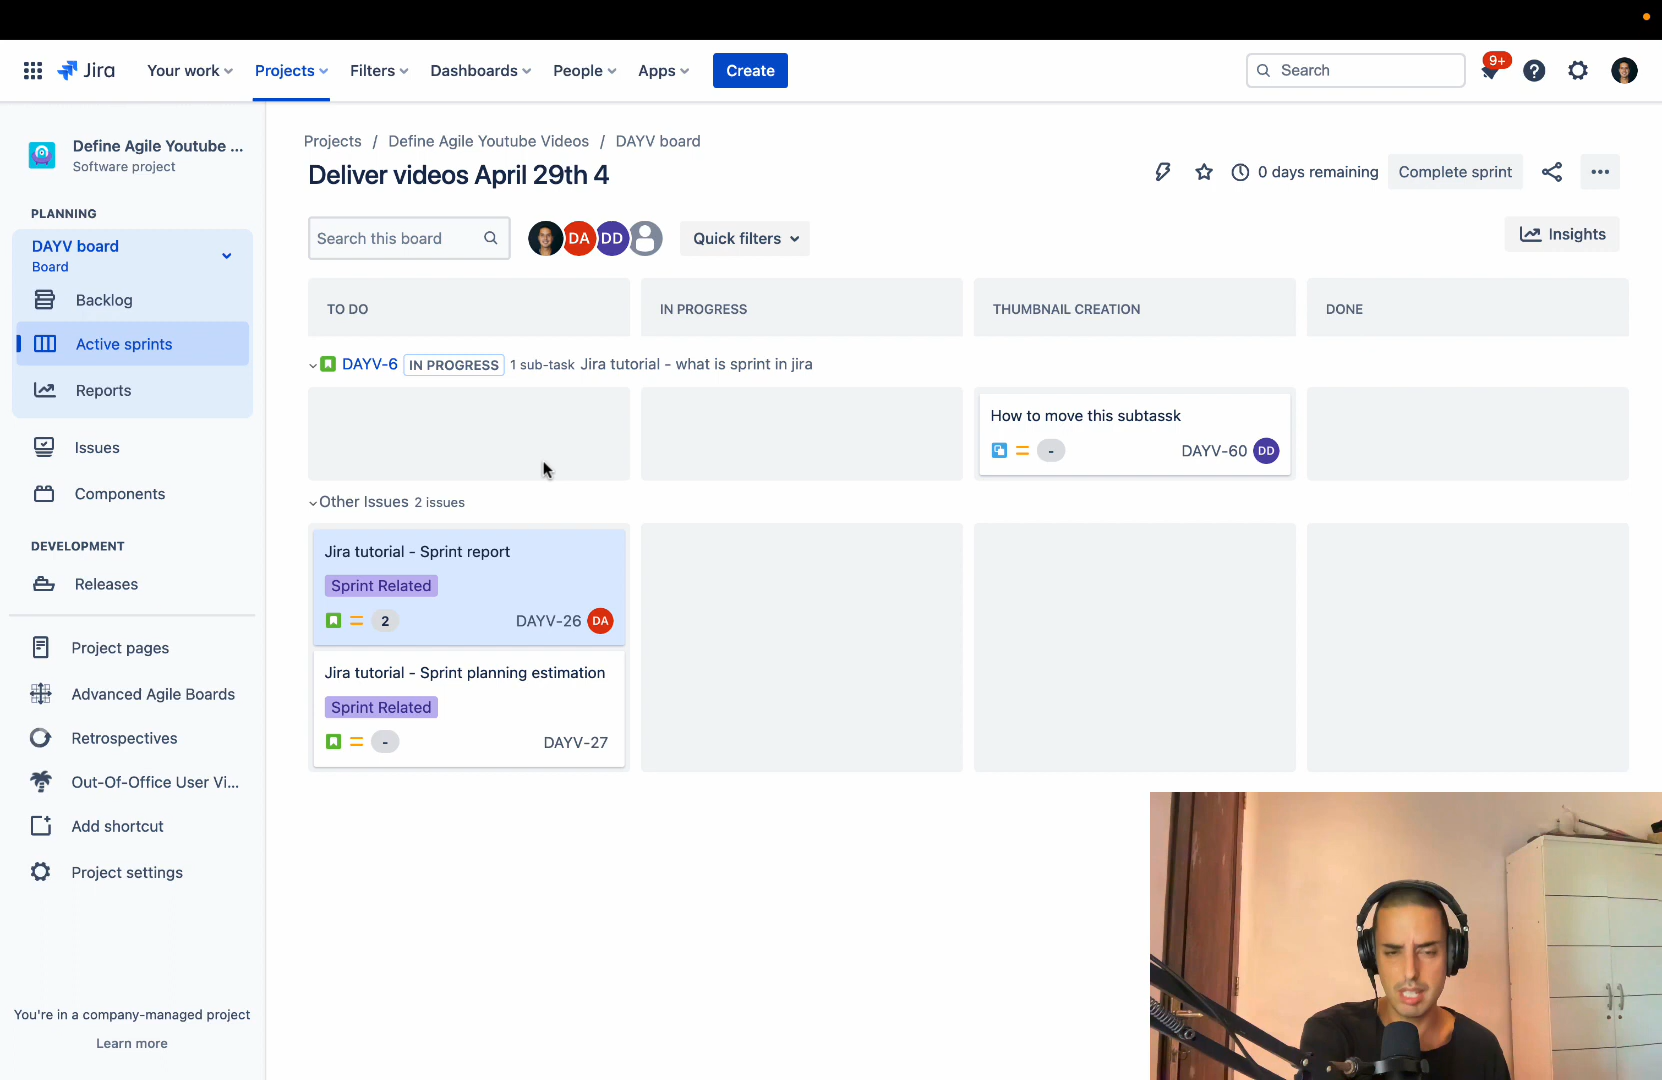 Jira
Your work
Projects
Filters
Dashboards
People
Apps
Create
Search
9+
Define Agile Youtube ...
Software project
PLANNING
DAYV board
Board
Backlog
Active sprints
Reports
Issues
Components
DEVELOPMENT
Releases
Project pages
Advanced Agile Boards
Retrospectives
Out-Of-Office User Vi...
Add shortcut
Project settings
You're in a company-managed project
Learn more
Projects / Define Agile Youtube Videos / DAYV board
Deliver videos April 29th 4
0 days remaining
Complete sprint
Search this board
DA
DD
Quick filters
Insights
TO DO
IN PROGRESS
THUMBNAIL CREATION
DONE
DAYV-6 IN PROGRESS 1 sub-task Jira tutorial - what is sprint in jira
How to move this subtassk
- DAYV-60 DD
Other Issues 2 issues
Jira tutorial - Sprint report
Sprint Related
2 DAYV-26 DA
Jira tutorial - Sprint planning estimation
Sprint Related
- DAYV-27